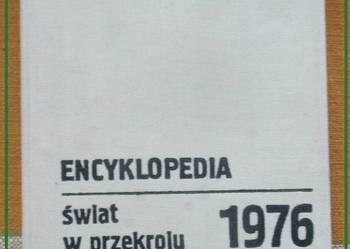 ENCYKLOPEDIA
świat
w przekroju
1976